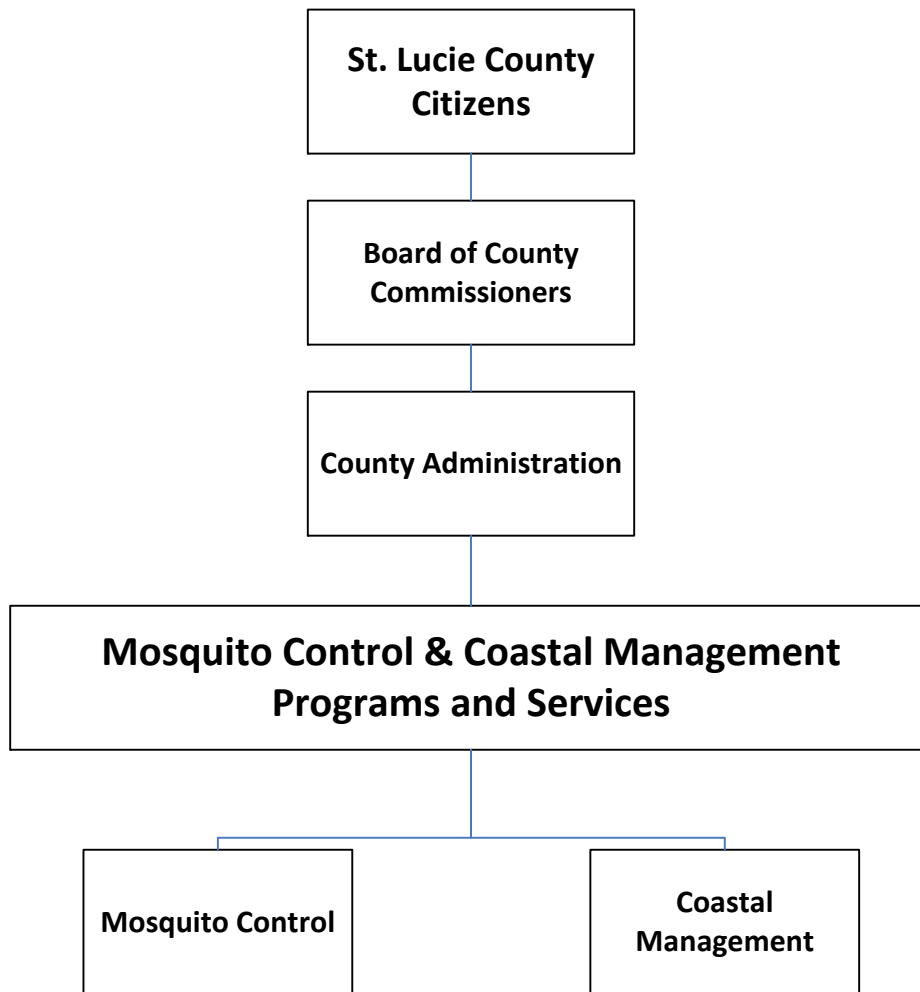 St. Lucie County
Citizens
Board of County
Commissioners
County Administration
Mosquito Control & Coastal Management
Programs and Services
Mosquito Control
Coastal
Management